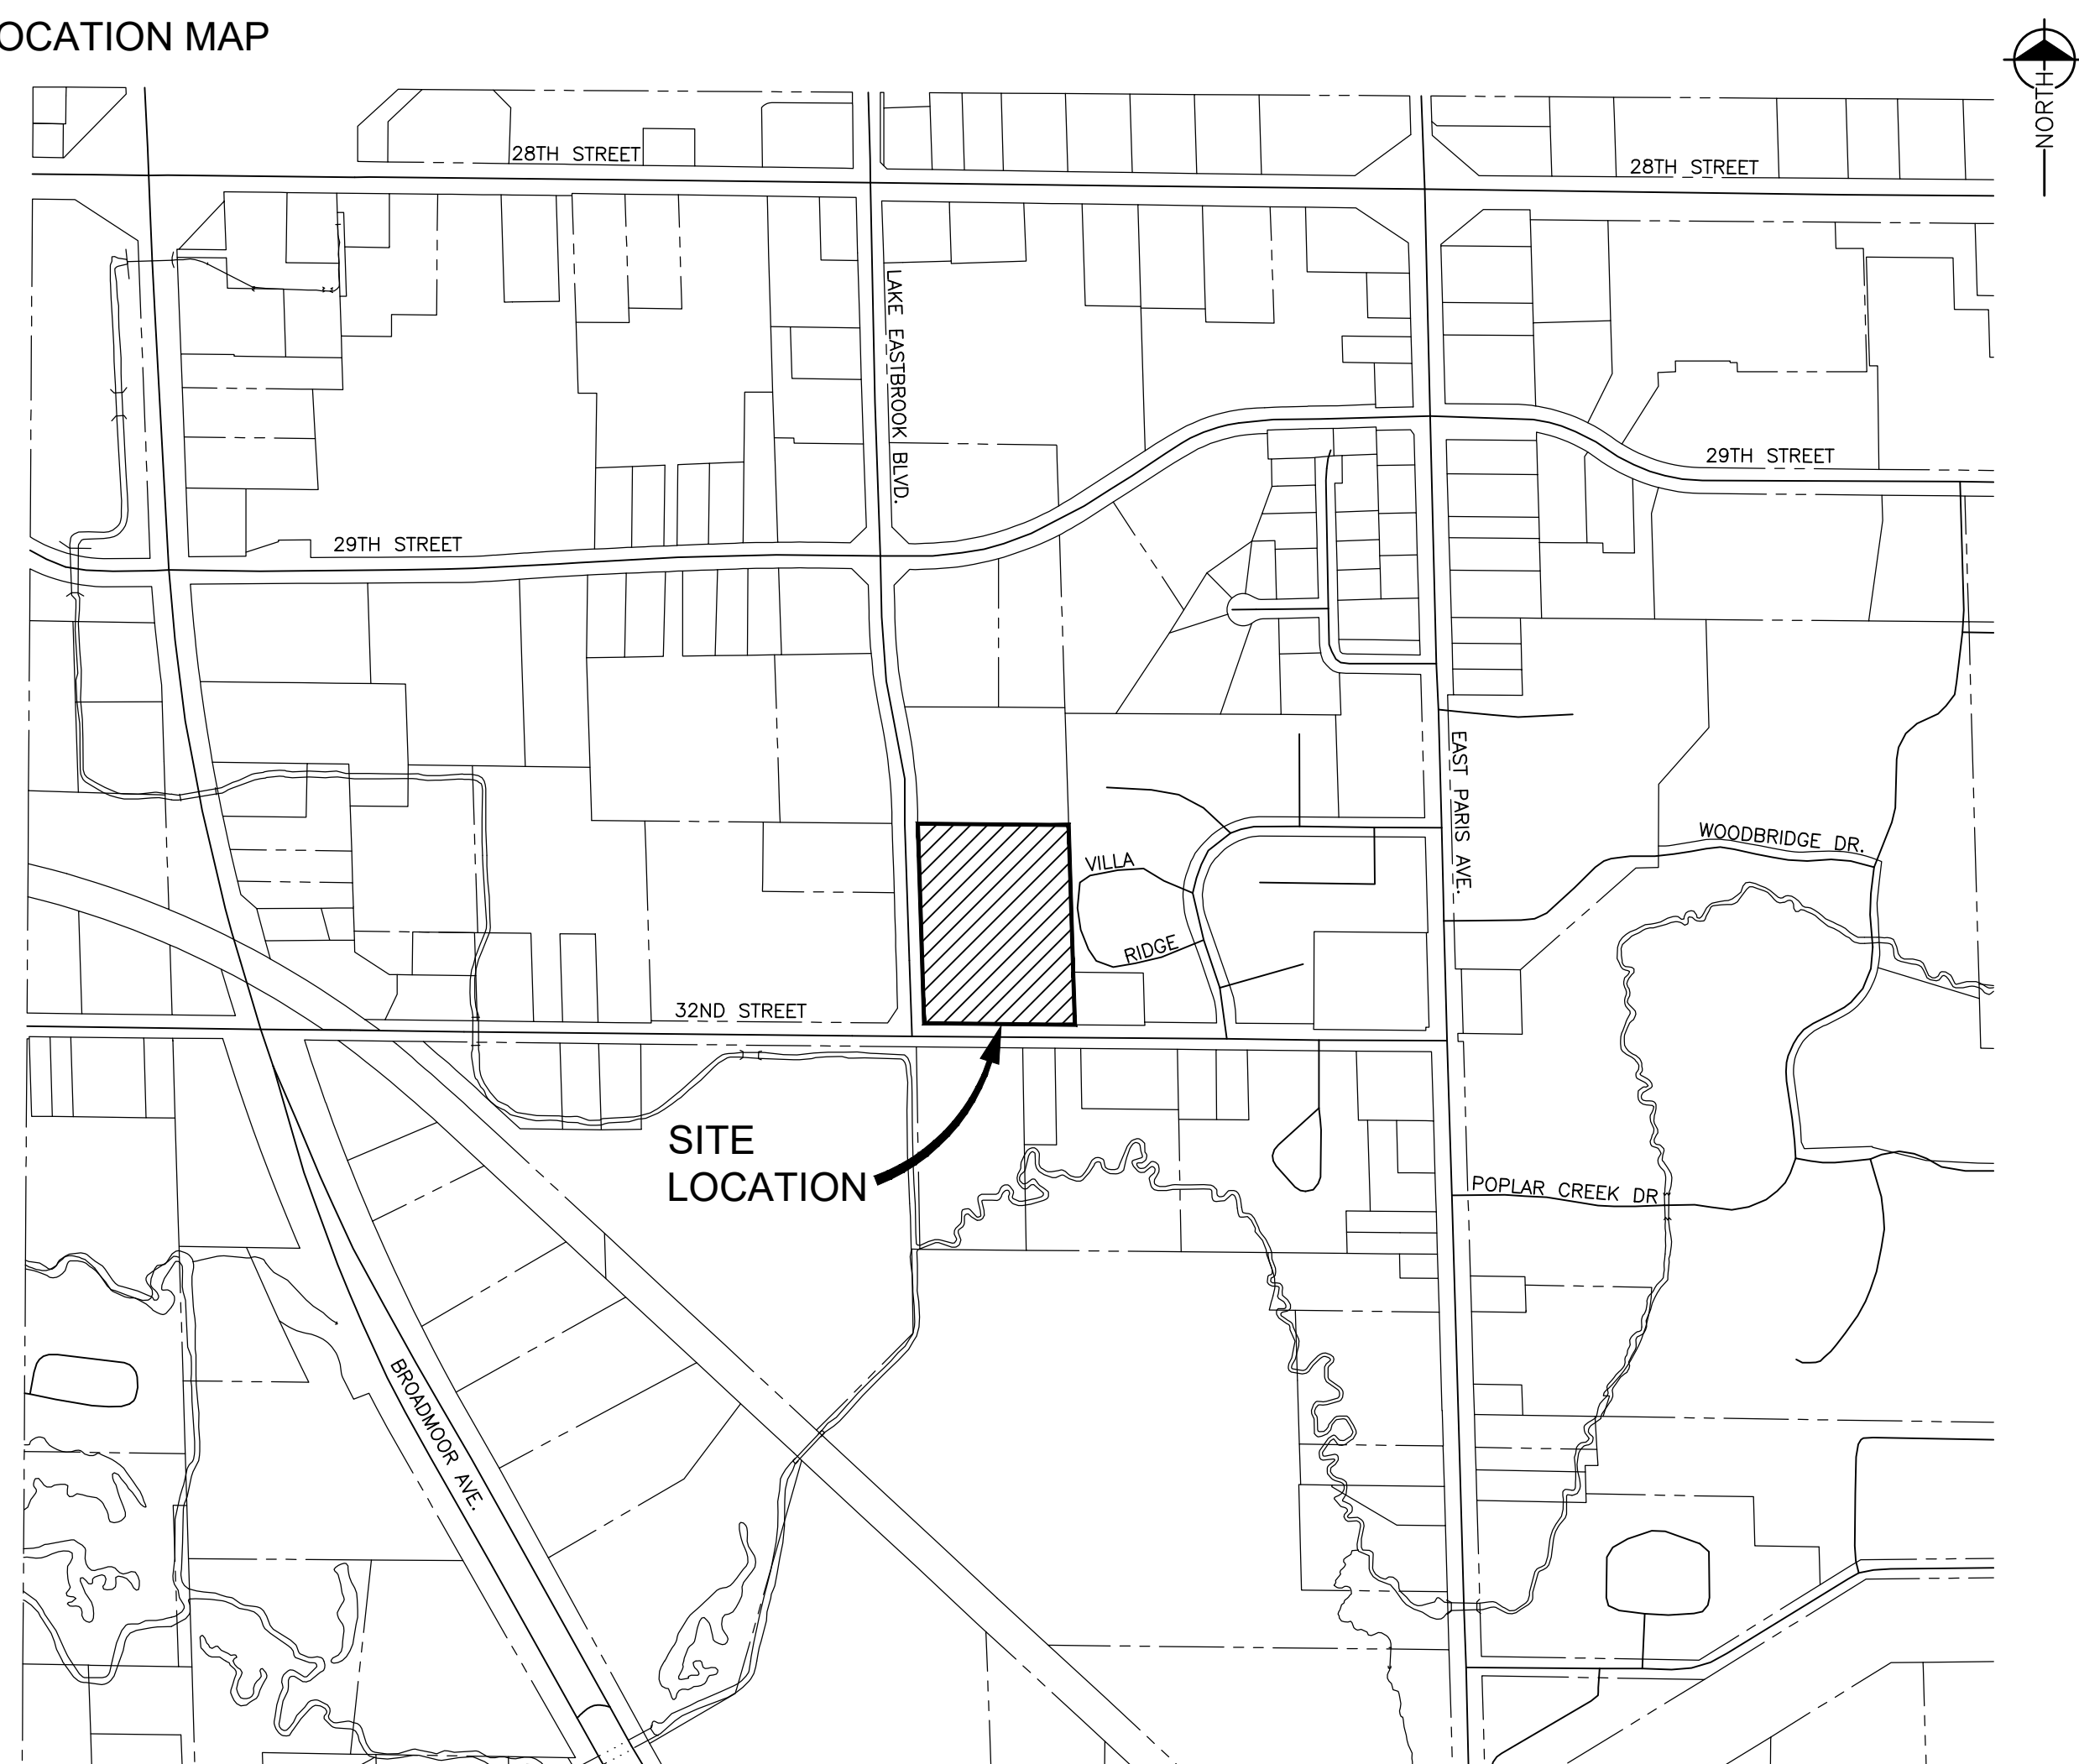 OCATION MAP
NORTH
28TH STREET
28TH STREET
LAKE EASTBROOK BLVD.
29TH STREET
29TH STREET
EAST PARIS AVE.
WOODBRIDGE DR.
VILLA
RIDGE
32ND STREET
SITE
LOCATION
POPLAR CREEK DR
BROADMOOR AVE.